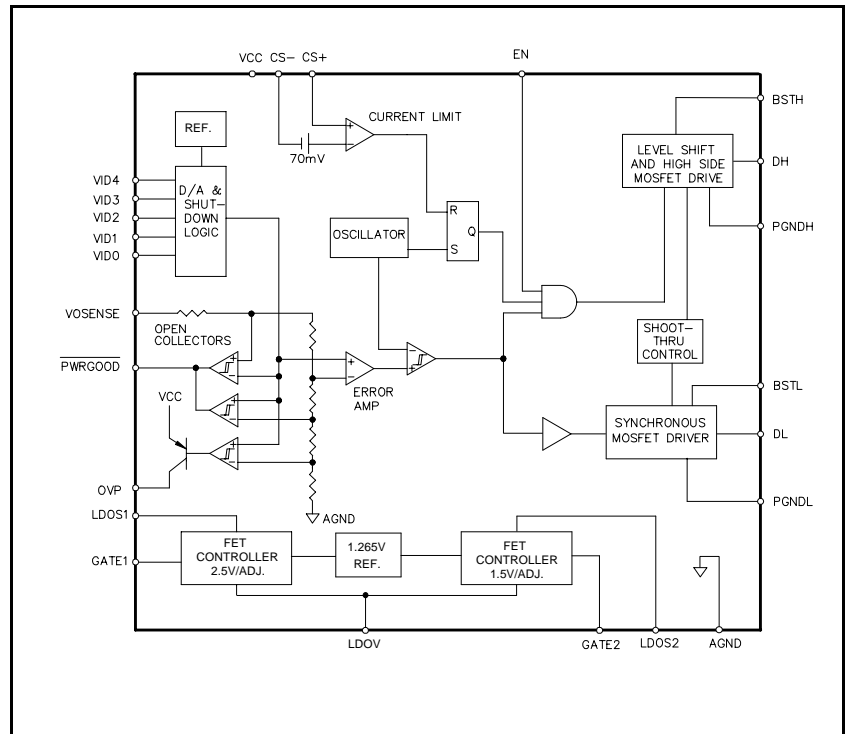 VCC CS- CS+
EN
BSTH
CURRENT LIMIT
REF.
+
-
70mV
LEVEL SHIFT
AND HIGH SIDE
MOSFET DRIVE
DH
VID4
VID3
VID2
VID1
VID0
D/A &
SHUT-
DOWN
LOGIC
R
Q
S
OSCILLATOR
PGNDH
VOSENSE
OPEN
COLLECTORS
SHOOT-
THRU
CONTROL
PWRGOOD
+
-
+
-
-
+
ERROR
AMP
BSTL
VCC
+
-
SYNCHRONOUS
MOSFET DRIVER
DL
+
-
OVP
PGNDL
LDOS1
AGND
GATE1
FET
CONTROLLER
2.5V/ADJ.
1.265V
REF.
FET
CONTROLLER
1.5V/ADJ.
LDOV
GATE2
LDOS2
AGND